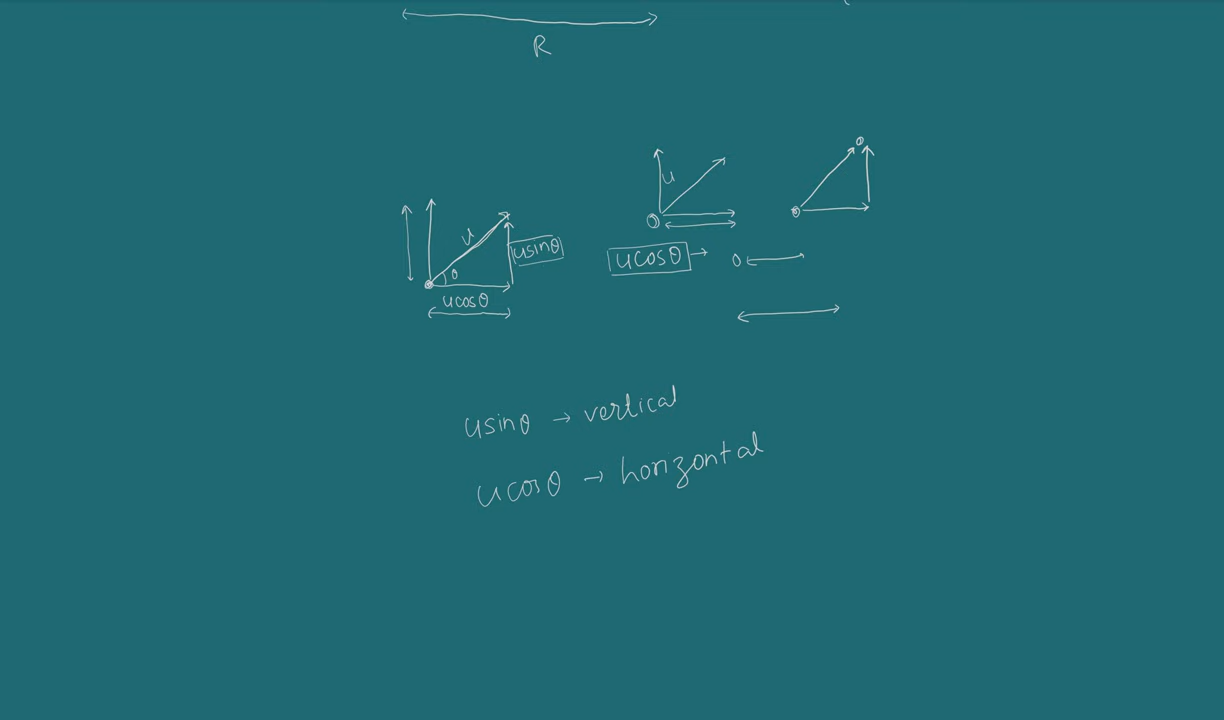 R
u
u
usinθ
θ
ucosθ
ucosθ →
usinθ → vertical
ucosθ → horizontal